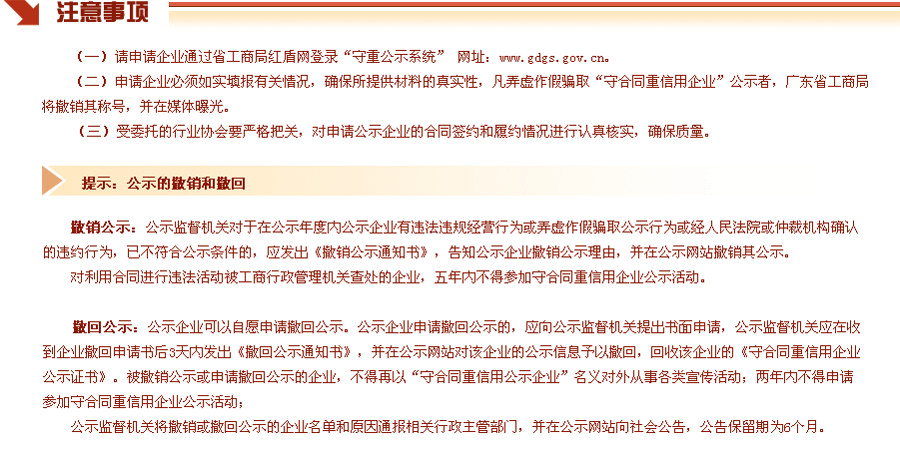 注意事项
（一）请申请企业通过省工商局红盾网登录“守重公示系统” 网址：www.gdgs.gov.cn。
（二）申请企业必须如实填报有关情况，确保所提供材料的真实性，凡弄虚作假骗取“守合同重信用企业”公示者，广东省工商局
将撤销其称号，并在媒体曝光。
（三）受委托的行业协会要严格把关，对申请公示企业的合同签约和履约情况进行认真核实，确保质量。
提示：公示的撤销和撤回
撤销公示：公示监督机关对于在公示年度内公示企业有违法违规经营行为或弄虚作假骗取公示行为或经人民法院或仲裁机构确认
的违约行为，已不符合公示条件的，应发出《撤销公示通知书》，告知公示企业撤销公示理由，并在公示网站撤销其公示。
对利用合同进行违法活动被工商行政管理机关查处的企业，五年内不得参加守合同重信用企业公示活动。
撤回公示：公示企业可以自愿申请撤回公示。公示企业申请撤回公示的，应向公示监督机关提出书面申请，公示监督机关应在收
到企业撤回申请书后3天内发出《撤回公示通知书》，并在公示网站对该企业的公示信息予以撤回，回收该企业的《守合同重信用企业
公示证书》。被撤销公示或申请撤回公示的企业，不得再以“守合同重信用公示企业”名义对外从事各类宣传活动；两年内不得申请
参加守合同重信用企业公示活动；
公示监督机关将撤销或撤回公示的企业名单和原因通报相关行政主管部门，并在公示网站向社会公告，公告保留期为6个月。